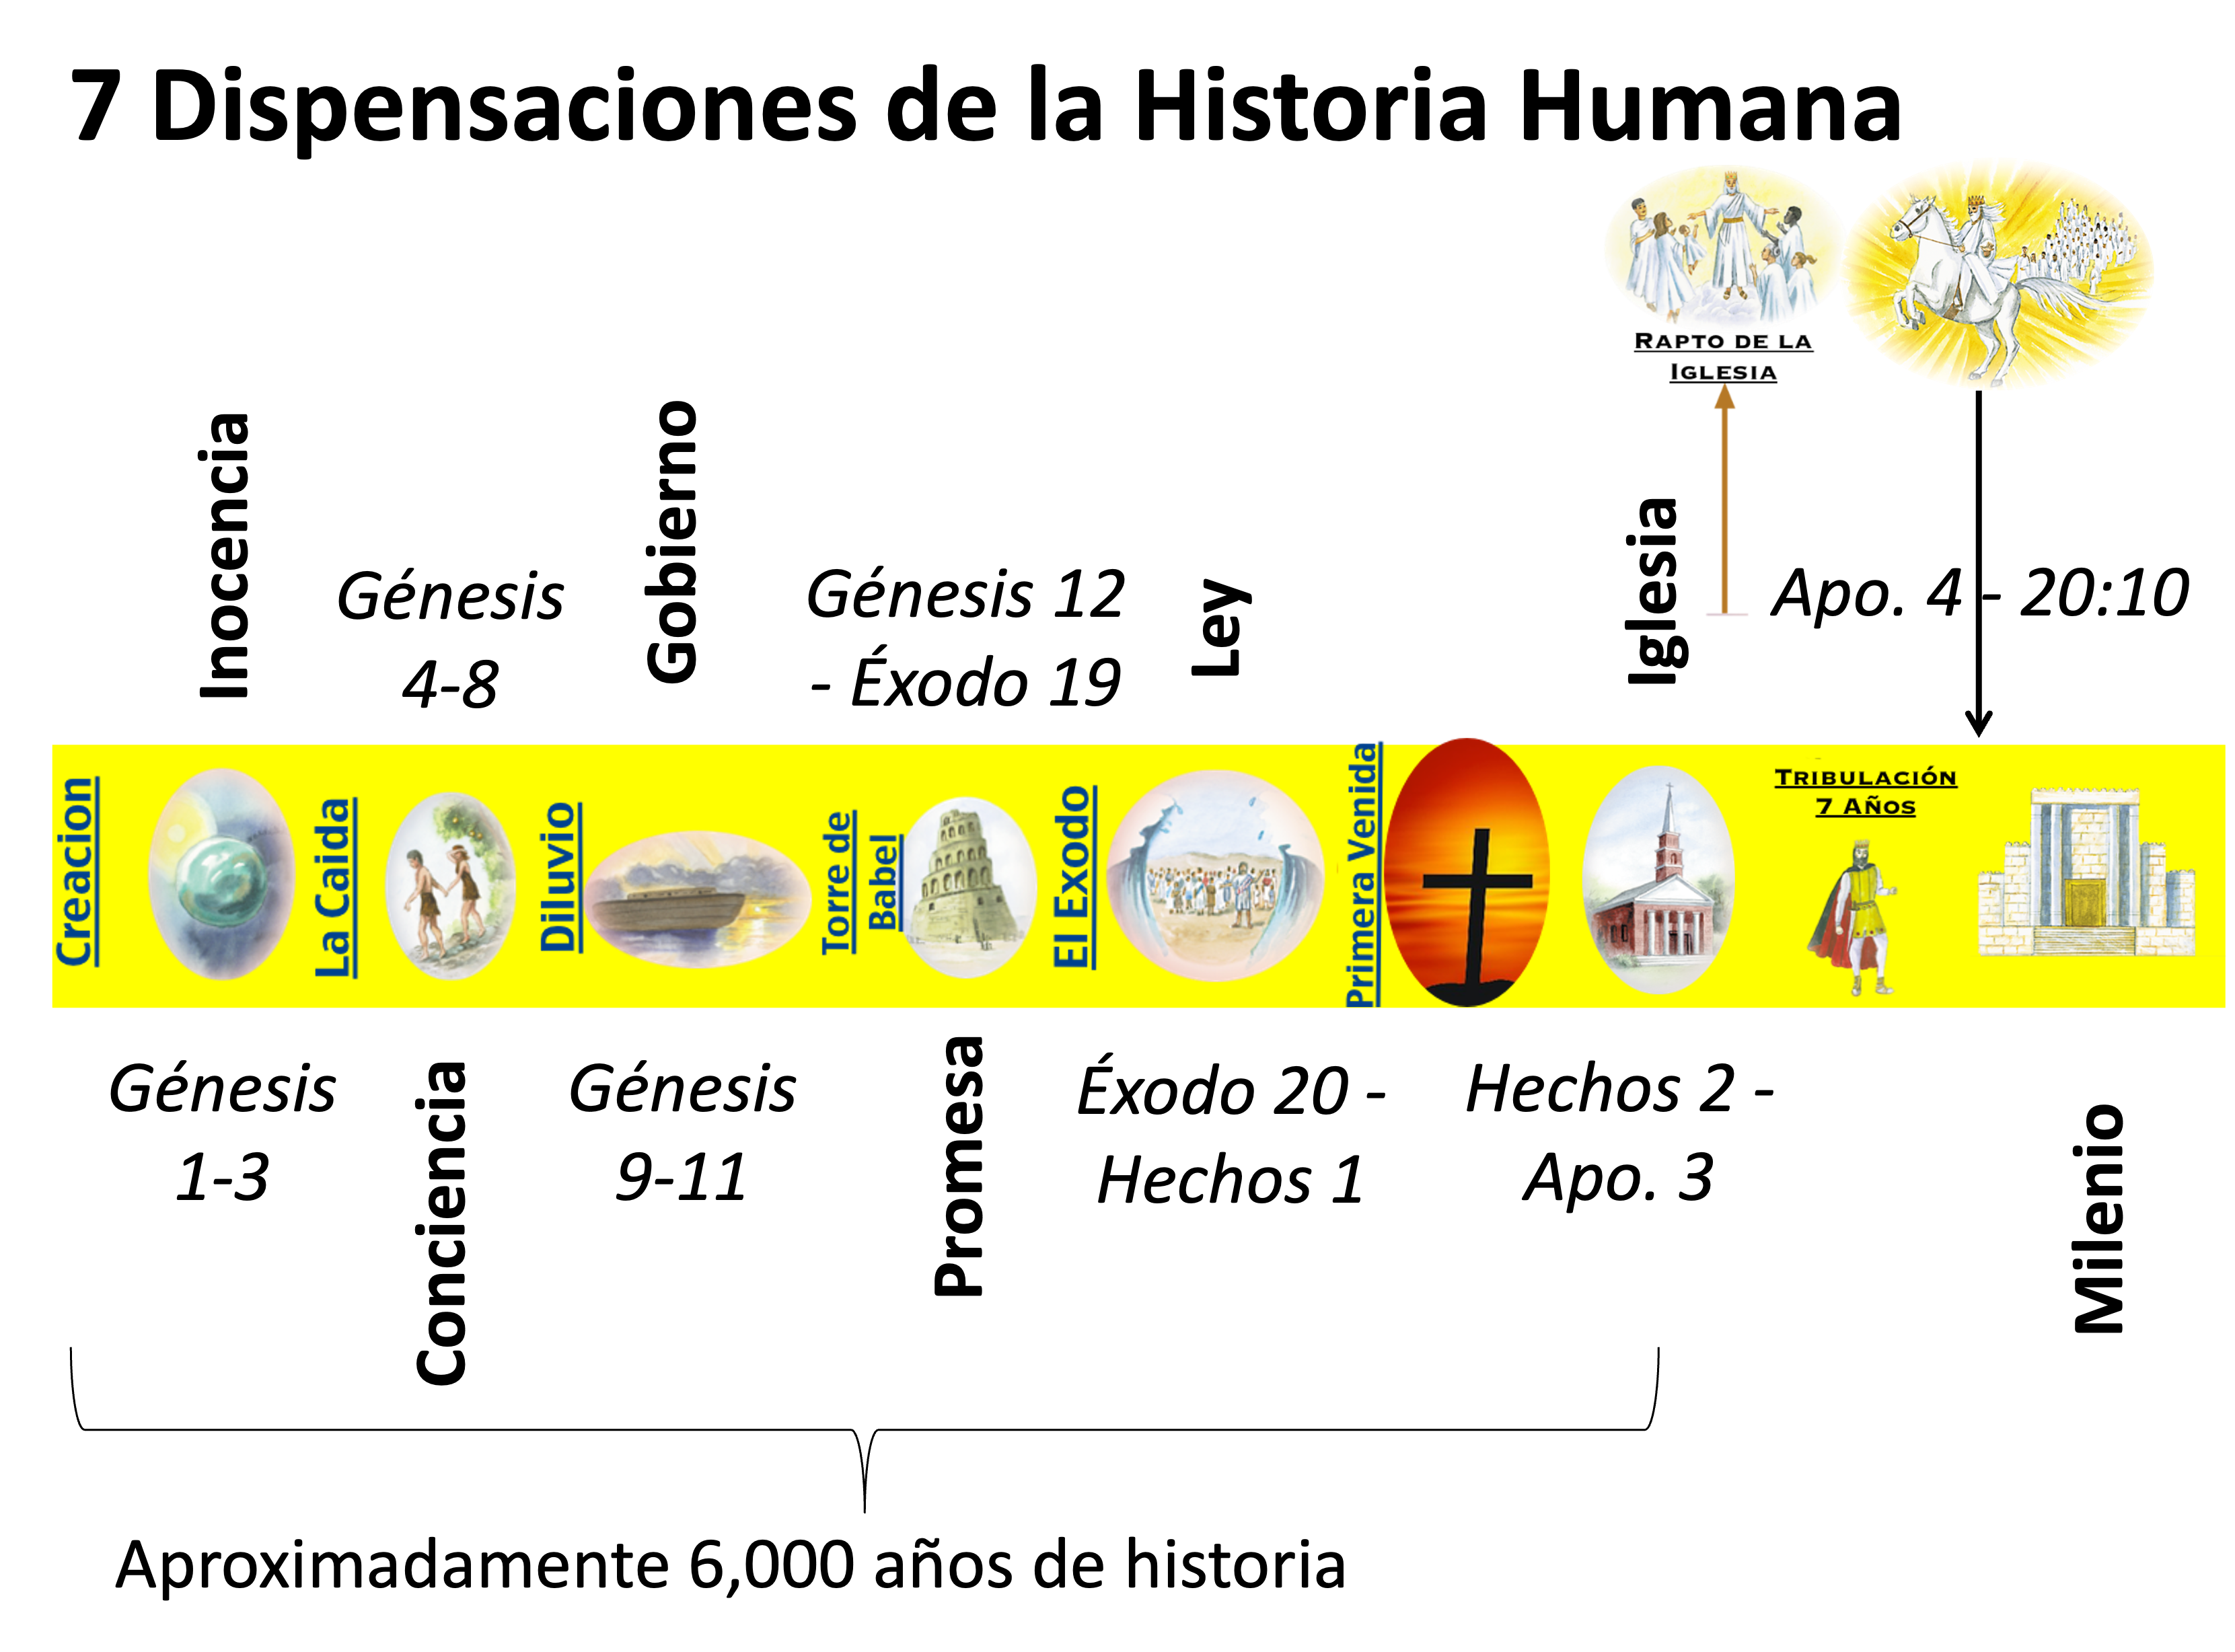 7 Dispensaciones de la Historia Humana
RAPTO DE LA
IGLESIA
Inocencia
Génesis
4-8
Gobierno
Génesis 12
- Éxodo 19
Ley
Iglesia
Apo. 4 - 20:10
Creacion
La Caida
Diluvio
Torre de
Babel
El Exodo
Primera Venida
TRIBULACIÓN
7 AÑOS
Génesis
1-3
Conciencia
Génesis
9-11
Promesa
Éxodo 20 -
Hechos 1
Hechos 2 -
Apo. 3
Milenio
Aproximadamente 6,000 años de historia